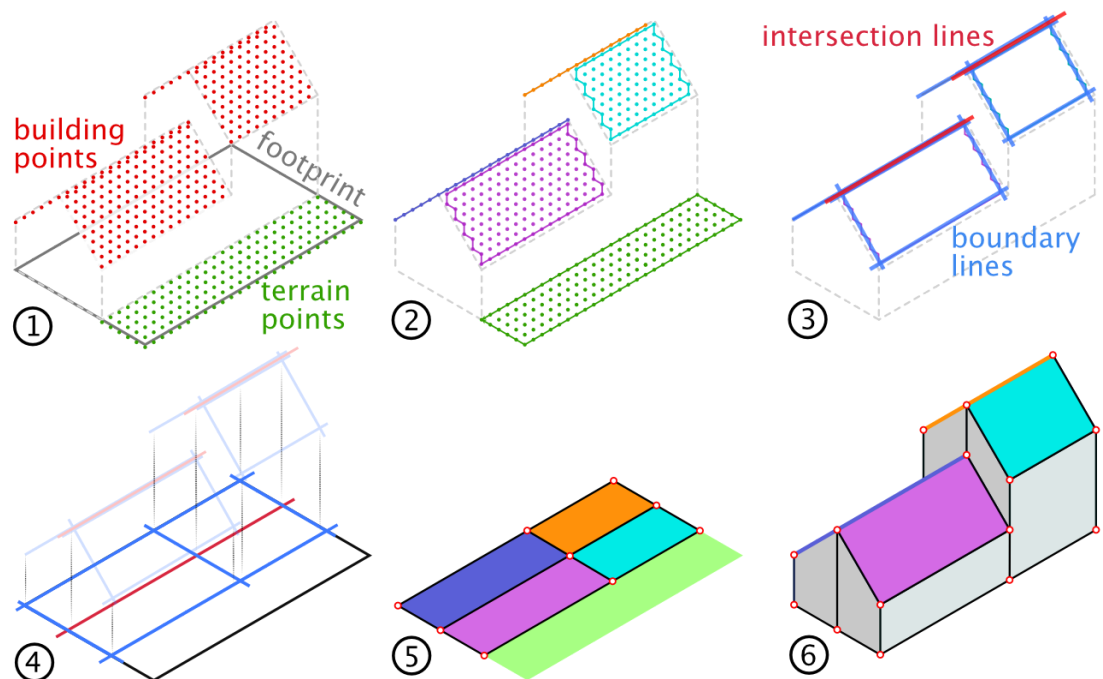 building
points
footprint
terrain
points
1
2
intersection lines
boundary
lines
3
4
5
6